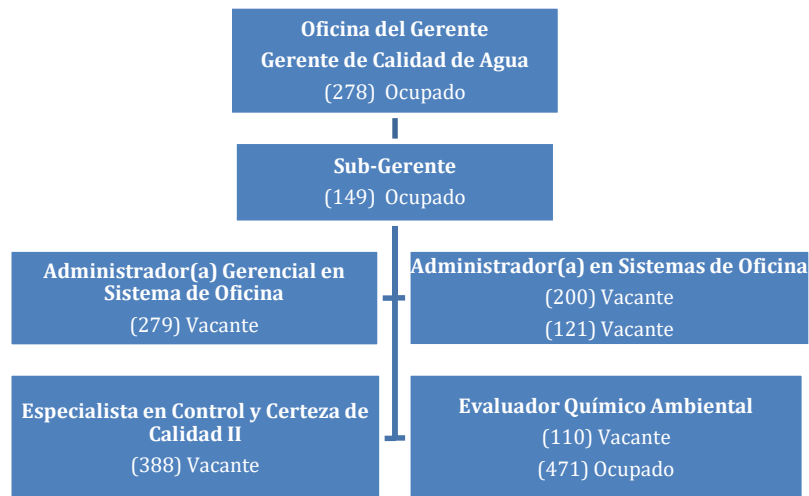 Oficina del Gerente
Gerente de Calidad de Agua
(278) Ocupado
Sub-Gerente
(149) Ocupado
Administrador(a) Gerencial en
Sistema de Oficina
(279) Vacante
Administrador(a) en Sistemas de Oficina
(200) Vacante
(121) Vacante
Especialista en Control y Certeza de
Calidad II
(388) Vacante
Evaluador Químico Ambiental
(110) Vacante
(471) Ocupado